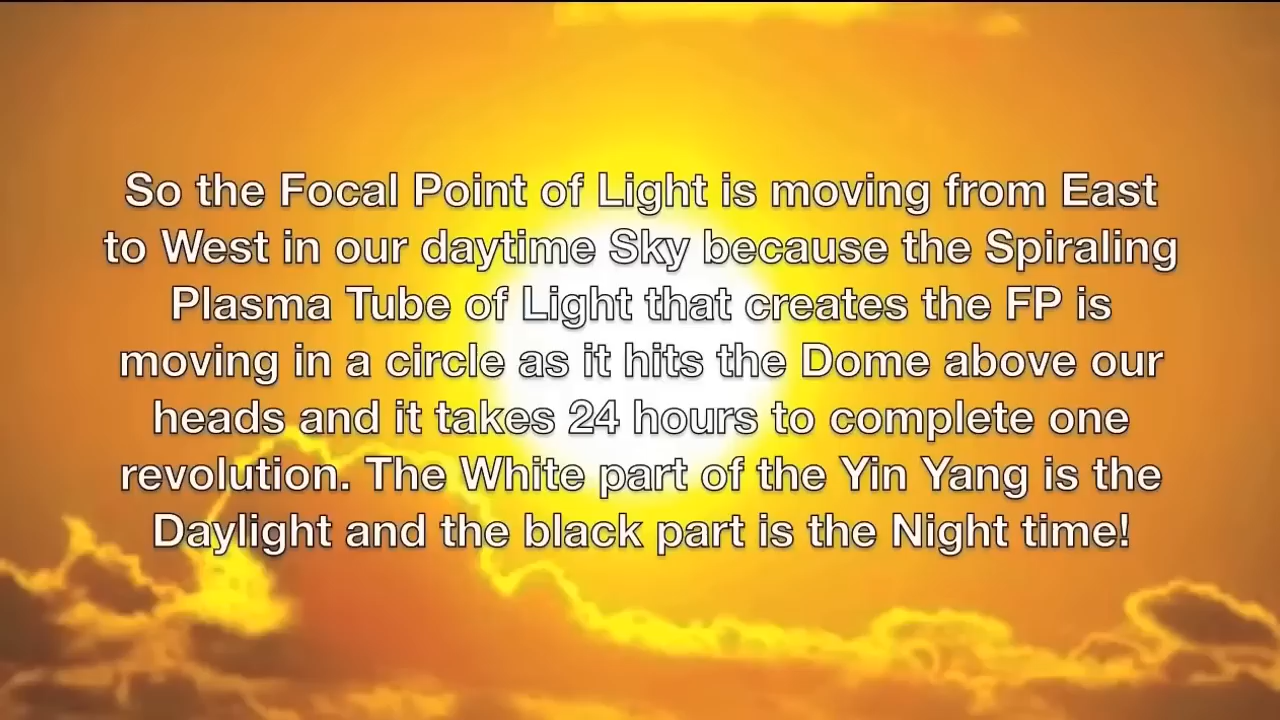 So the Focal Point of Light is moving from East
to West in our daytime Sky because the Spiraling
Plasma Tube of Light that creates the FP is
moving in a circle as it hits the Dome above our
heads and it takes 24 hours to complete one
revolution. The White part of the Yin Yang is the
Daylight and the black part is the Night time!